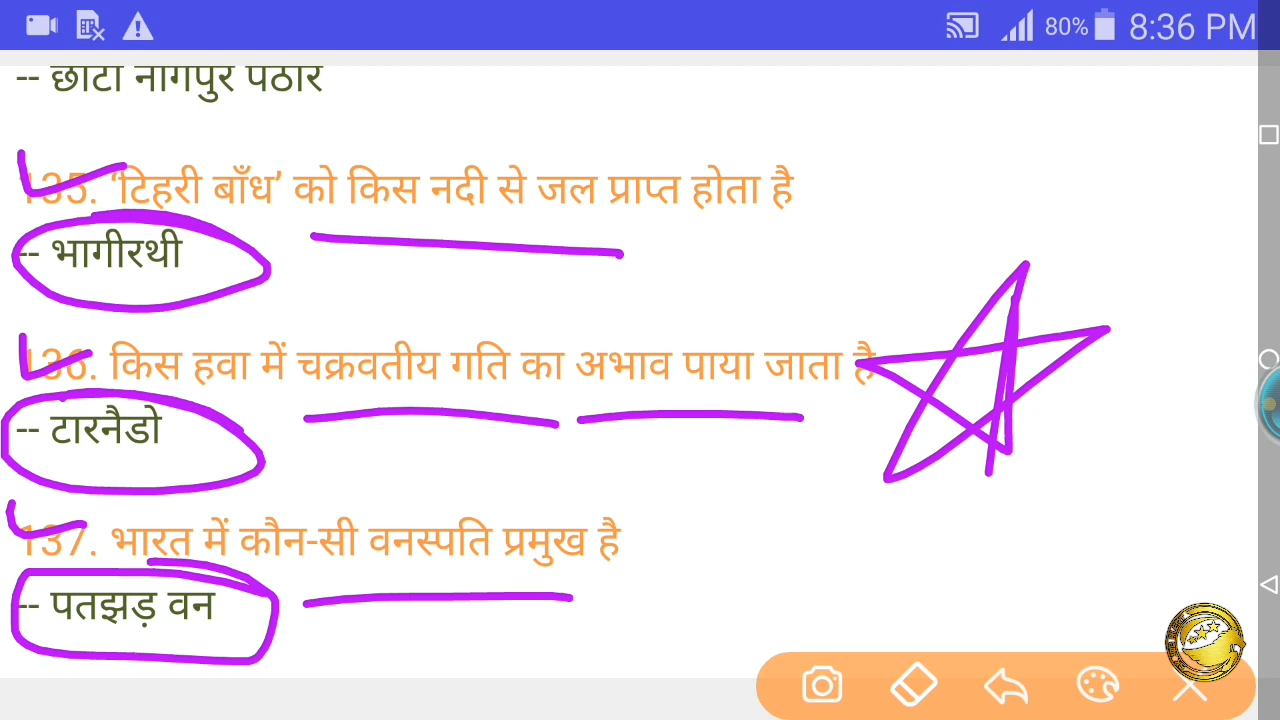 80% 8:36 PM
-- छोटा नागपुर पठार
135. 'टिहरी बाँध' को किस नदी से जल प्राप्त होता है
-- भागीरथी
136. किस हवा में चक्रवतीय गति का अभाव पाया जाता है
-- टारनैडो
137. भारत में कौन-सी वनस्पति प्रमुख है
-- पतझड़ वन